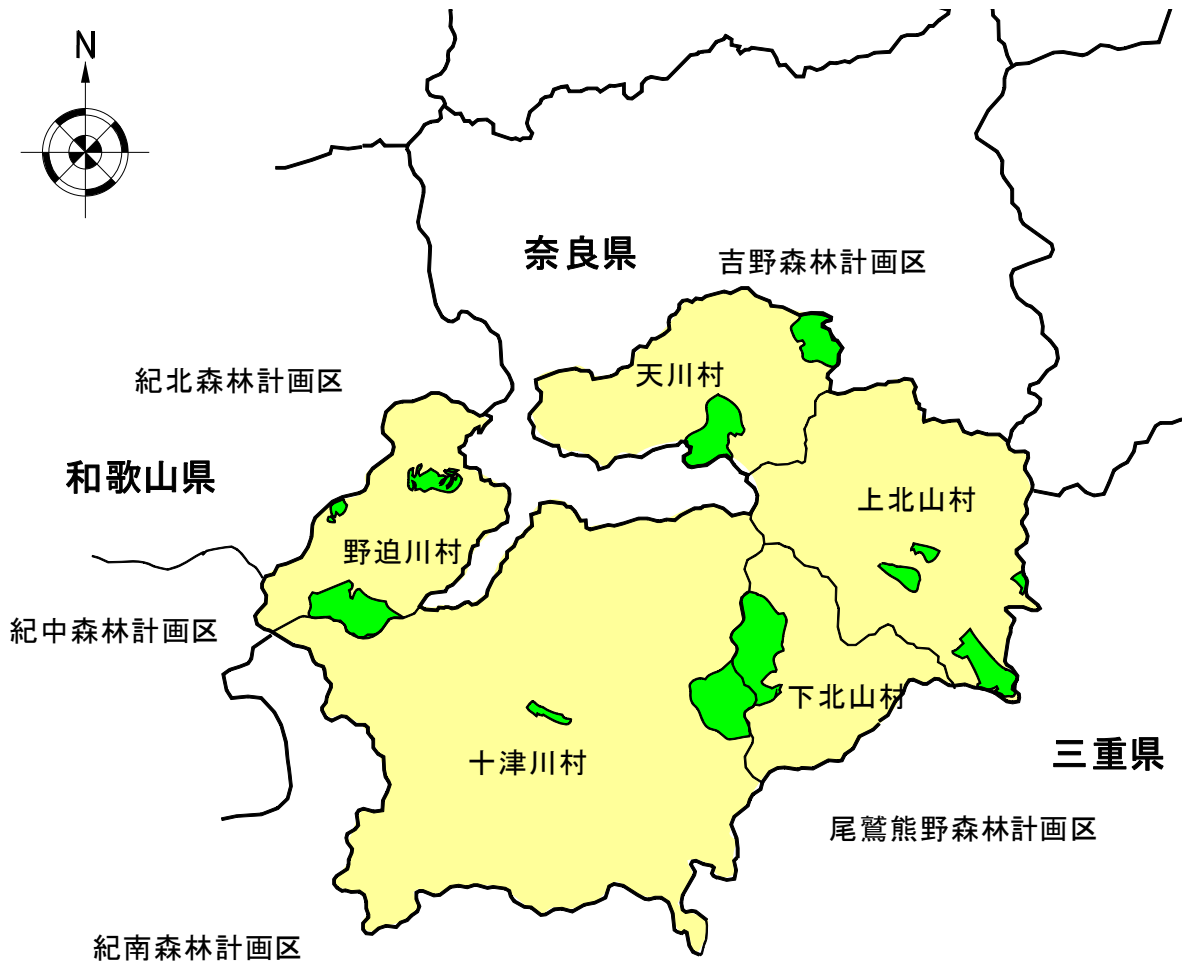 N
奈良県
吉野森林計画区
天川村
紀北森林計画区
和歌山県
上北山村
野迫川村
紀中森林計画区
下北山村
十津川村
三重県
尾鷲熊野森林計画区
紀南森林計画区